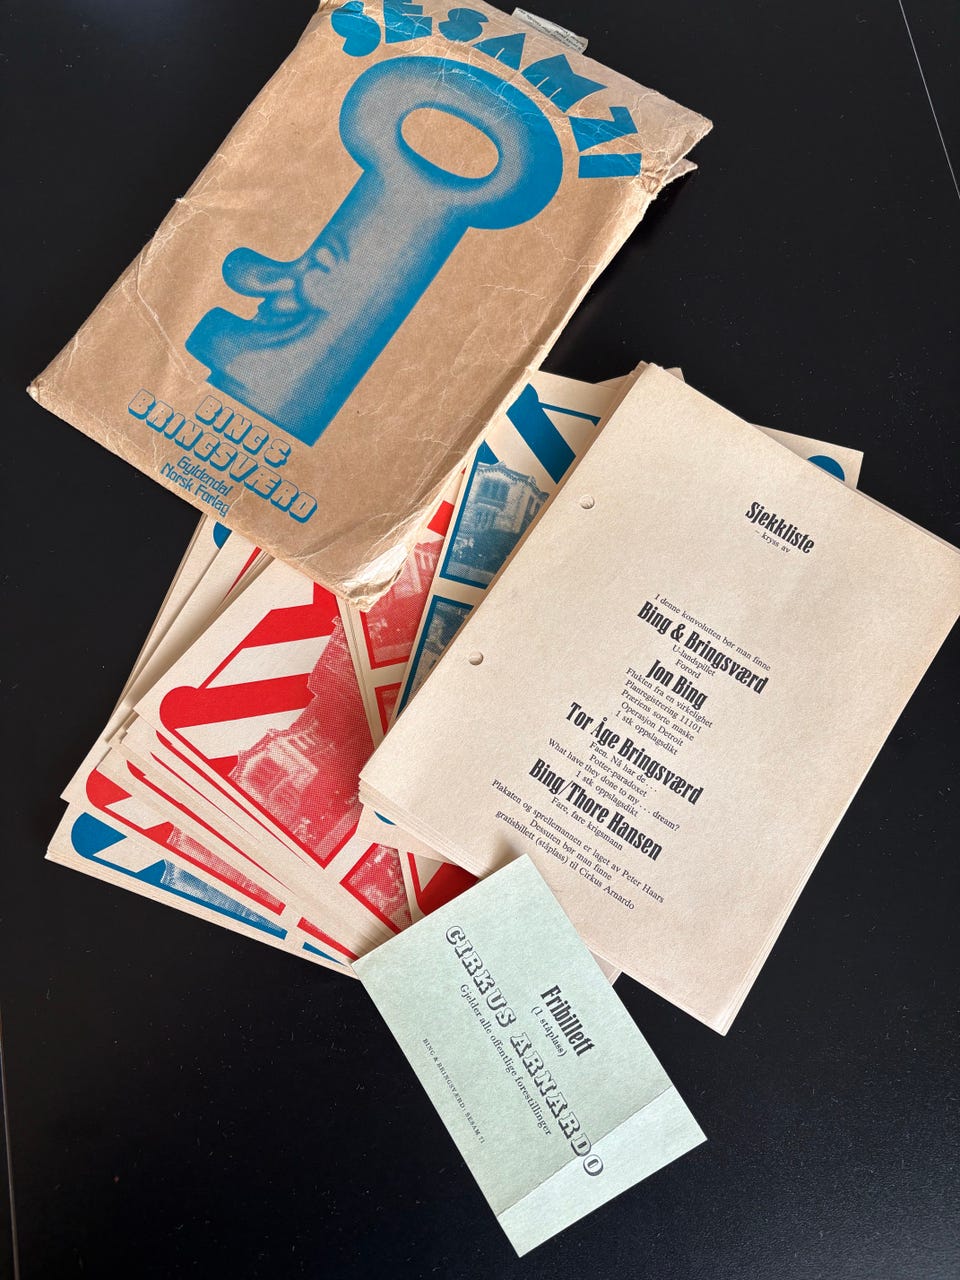 SESAM 71
BING &
BRINGSVÆRD
Gyldendal
Norsk Forlag
Sjekkliste
– kryss av
I denne konvolutten bør man finne
Bing & Bringsværd
U-landspillet
Forord
Jon Bing
Flukten fra en virkelighet
Planregistrering 11101
Præriens sorte maske
Operasjon Detroit
1 stk oppslagsdikt
Tor Åge Bringsværd
Faen. Nå har de . . .
Potter-paradoxet
What have they done to my . . . dream?
1 stk oppslagsdikt
Bing/Thore Hansen
Fare, fare krigsmann
Plakaten og sprellemannen er laget av Peter Haars
Dessuten bør man finne
gratisbillett (ståplass) til Cirkus Arnardo
Fribillett
(1 ståplass)
CIRKUS ARNARDO
Gjelder alle offentlige forestillinger
BING & BRINGSVÆRD: SESAM 71